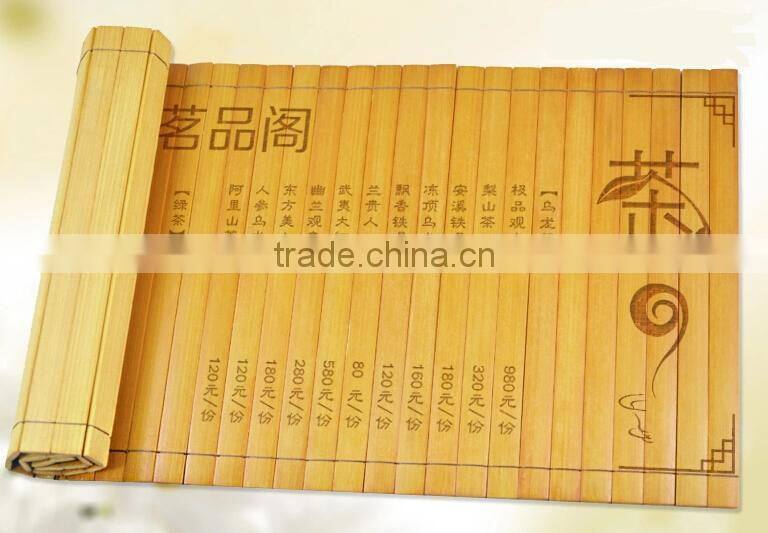 茶
茗品阁
【乌龙
极品观 980元/份
梨山茶 320元/份
安溪铁 180元/份
冻顶乌 160元/份
飘香铁 120元/份
兰贵人 80 元/份
武夷大 580元/份
幽兰观 280元/份
东方美 180元/份
人参乌 120元/份
阿里山 120元/份
【绿茶】
trade.china.cn